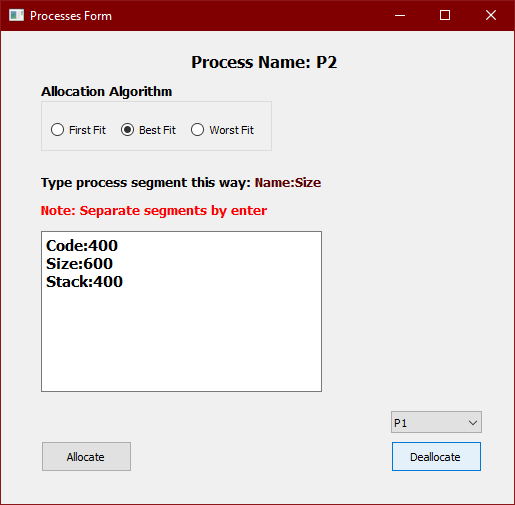 Processes Form
Process Name: P2
Allocation Algorithm
First Fit Best Fit Worst Fit
Type process segment this way: Name:Size
Note: Separate segments by enter
Code:400
Size:600
Stack:400
P1
Allocate Deallocate